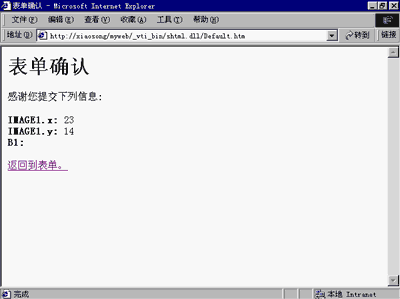 表单确认 - Microsoft Internet Explorer
文件(F) 编辑(E) 查看(V) 收藏(A) 工具(T) 帮助(H)
地址(D) http://xiaosong/myweb/_vti_bin/shtml.dll/Default.htm 转到 链接
表单确认
感谢您提交下列信息:
IMAGE1.x: 23
IMAGE1.y: 14
B1:
返回到表单。
完成 本地 Intranet